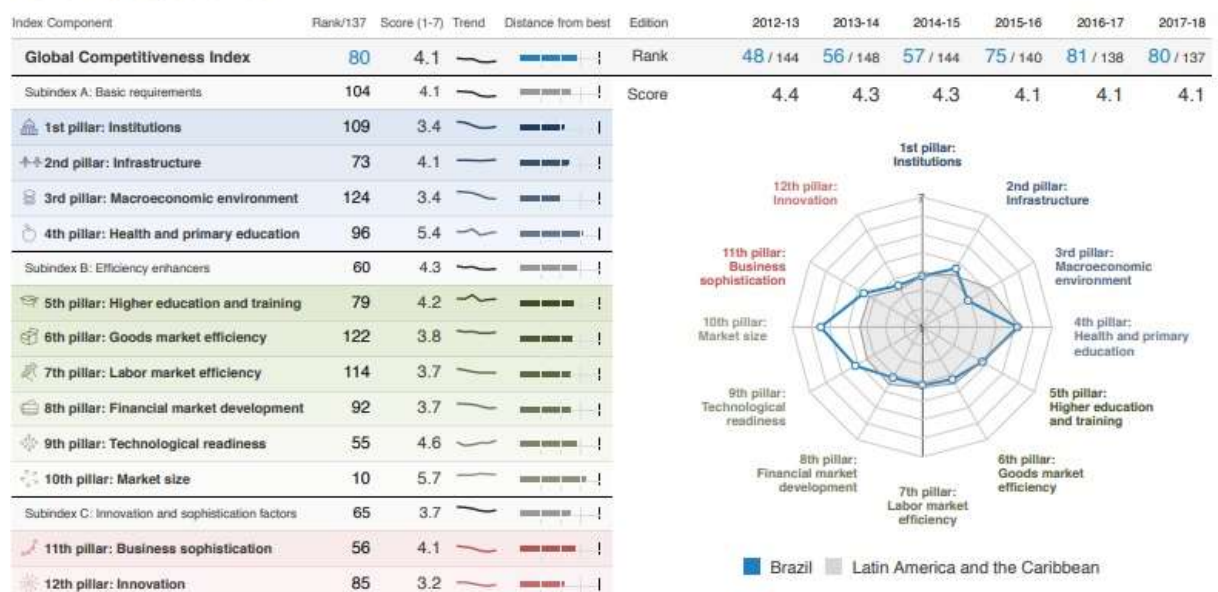 Index Component Rank/137 Score (1-7) Trend Distance from best
Global Competitiveness Index 80 4.1
Subindex A: Basic requirements 104 4.1
1st pillar: Institutions 109 3.4
2nd pillar: Infrastructure 73 4.1
3rd pillar: Macroeconomic environment 124 3.4
4th pillar: Health and primary education 96 5.4
Subindex B: Efficiency enhancers 60 4.3
5th pillar: Higher education and training 79 4.2
6th pillar: Goods market efficiency 122 3.8
7th pillar: Labor market efficiency 114 3.7
8th pillar: Financial market development 92 3.7
9th pillar: Technological readiness 55 4.6
10th pillar: Market size 10 5.7
Subindex C: Innovation and sophistication factors 65 3.7
11th pillar: Business sophistication 56 4.1
12th pillar: Innovation 85 3.2
Edition 2012-13 2013-14 2014-15 2015-16 2016-17 2017-18
Rank 48 / 144 56 / 148 57 / 144 75 / 140 81 / 138 80 / 137
Score 4.4 4.3 4.3 4.1 4.1 4.1
1st pillar:
Institutions
2nd pillar:
Infrastructure
3rd pillar:
Macroeconomic
environment
4th pillar:
Health and primary
education
5th pillar:
Higher education
and training
6th pillar:
Goods market
efficiency
7th pillar:
Labor market
efficiency
8th pillar:
Financial market
development
9th pillar:
Technological
readiness
10th pillar:
Market size
11th pillar:
Business
sophistication
12th pillar:
Innovation
7
1
Brazil Latin America and the Caribbean